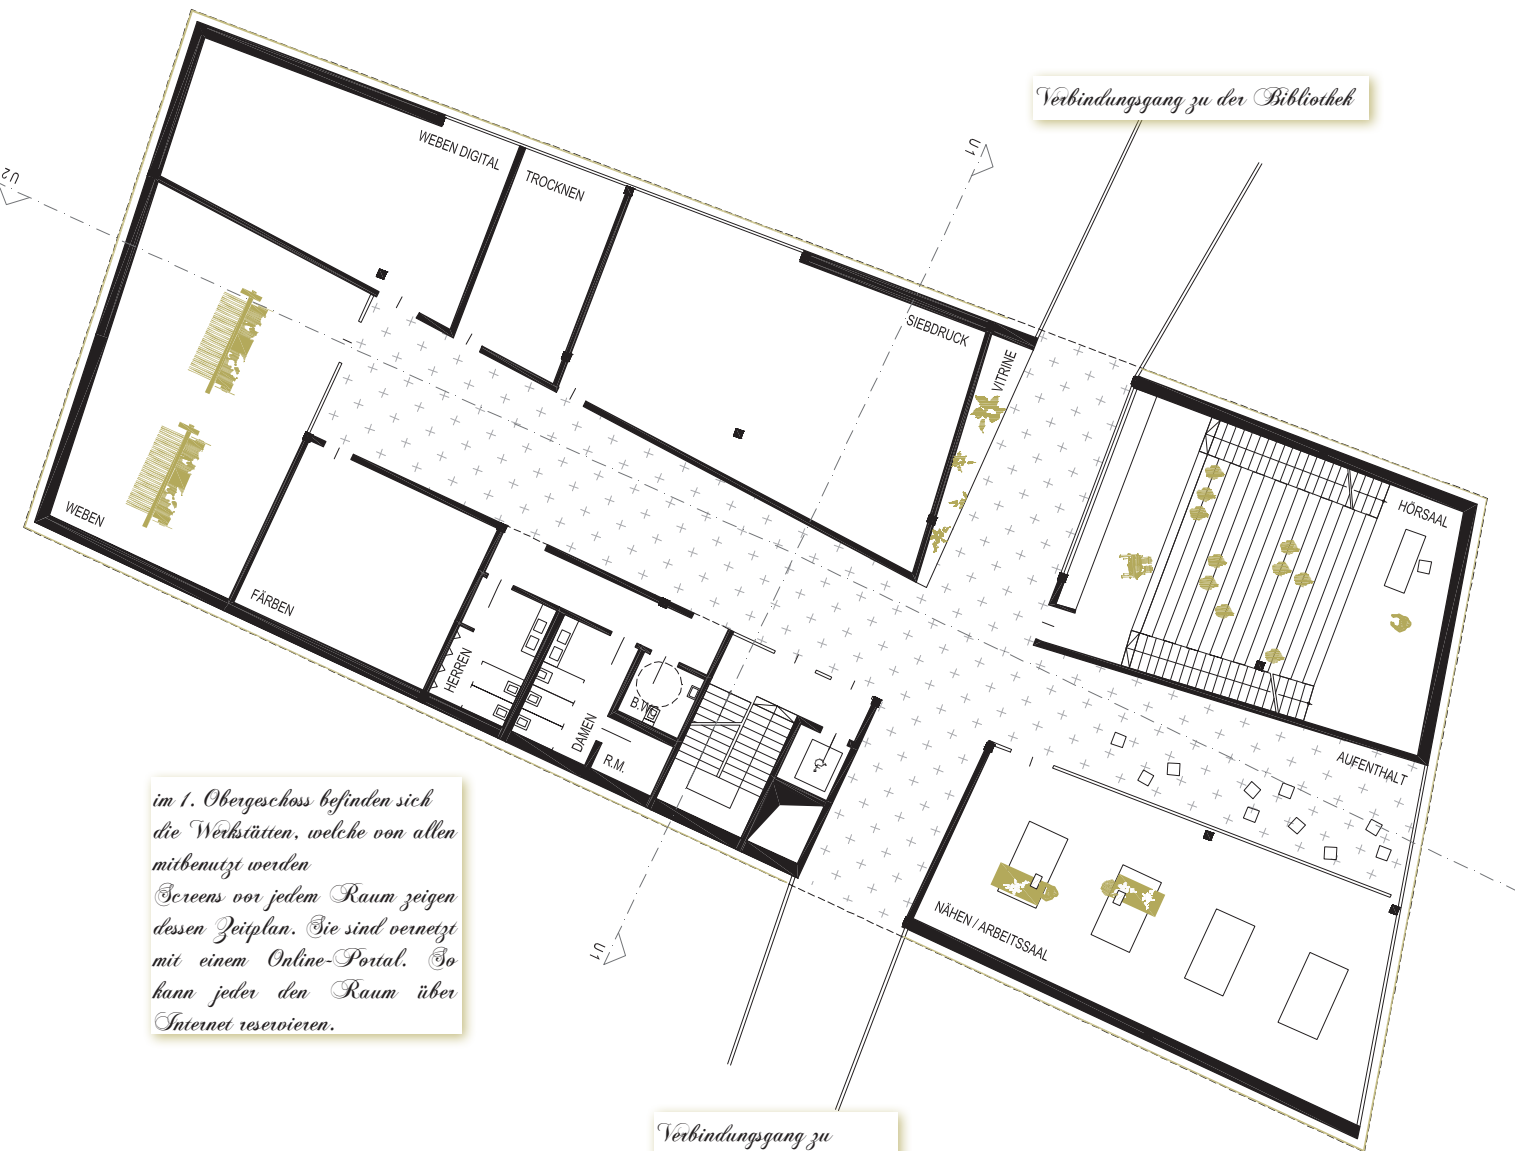 Verbindungsgang zu der Bibliothek
U1
U2
WEBEN DIGITAL
TROCKNEN
SIEBDRUCK
VITRINE
HÖRSAAL
WEBEN
FÄRBEN
HERREN
DAMEN
B.W
R.M.
AUFENTHALT
NÄHEN / ARBEITSSAAL
U1
im 1. Obergeschoss befinden sich
die Werkstätten, welche von allen
mitbenutzt werden
Screens vor jedem Raum zeigen
dessen Zeitplan. Sie sind vernetzt
mit einem Online-Portal. So
kann jeder den Raum über
Internet reservieren.
Verbindungsgang zu